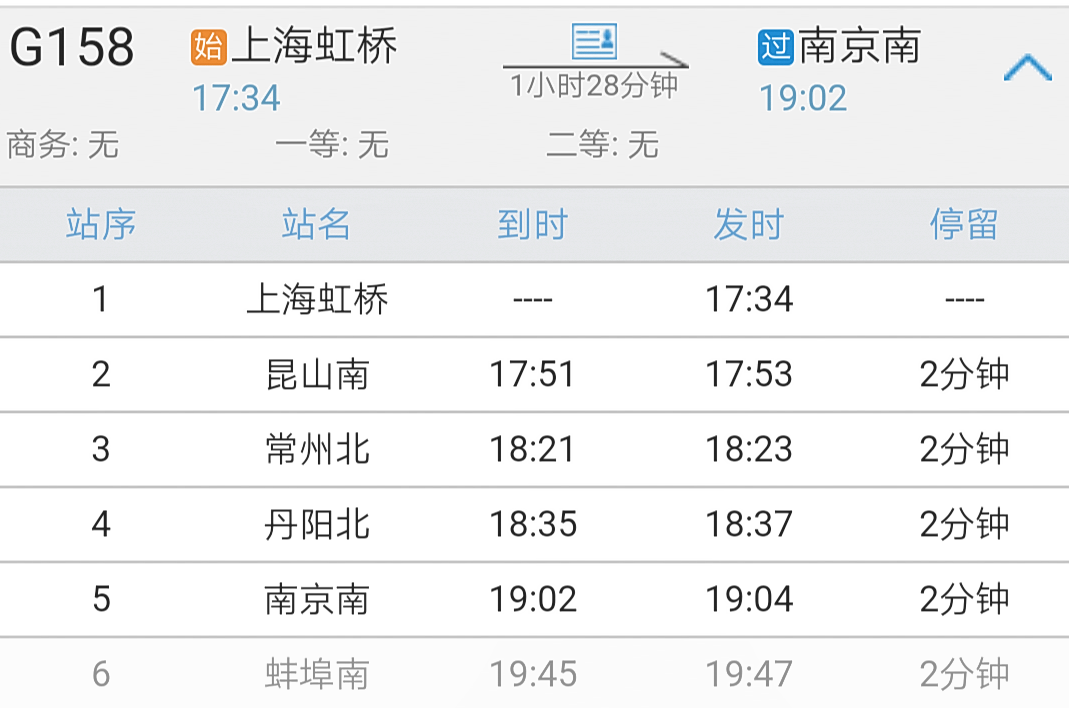 G158 始 上海虹桥 过 南京南
17:34 1小时28分钟 19:02
商务: 无 一等: 无 二等: 无
站序 站名 到时 发时 停留
1 上海虹桥 ---- 17:34 ----
2 昆山南 17:51 17:53 2分钟
3 常州北 18:21 18:23 2分钟
4 丹阳北 18:35 18:37 2分钟
5 南京南 19:02 19:04 2分钟
6 蚌埠南 19:45 19:47 2分钟